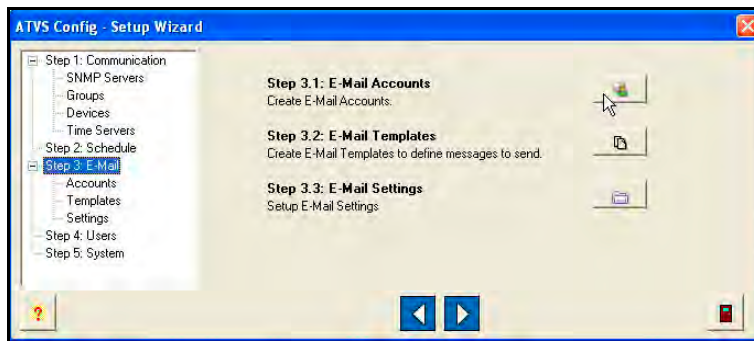 ATVS Config - Setup Wizard
Step 1: Communication
SNMP Servers
Groups
Devices
Time Servers
Step 2: Schedule
Step 3: E-Mail
Accounts
Templates
Settings
Step 4: Users
Step 5: System
Step 3.1: E-Mail Accounts
Create E-Mail Accounts.
Step 3.2: E-Mail Templates
Create E-Mail Templates to define messages to send.
Step 3.3: E-Mail Settings
Setup E-Mail Settings
?